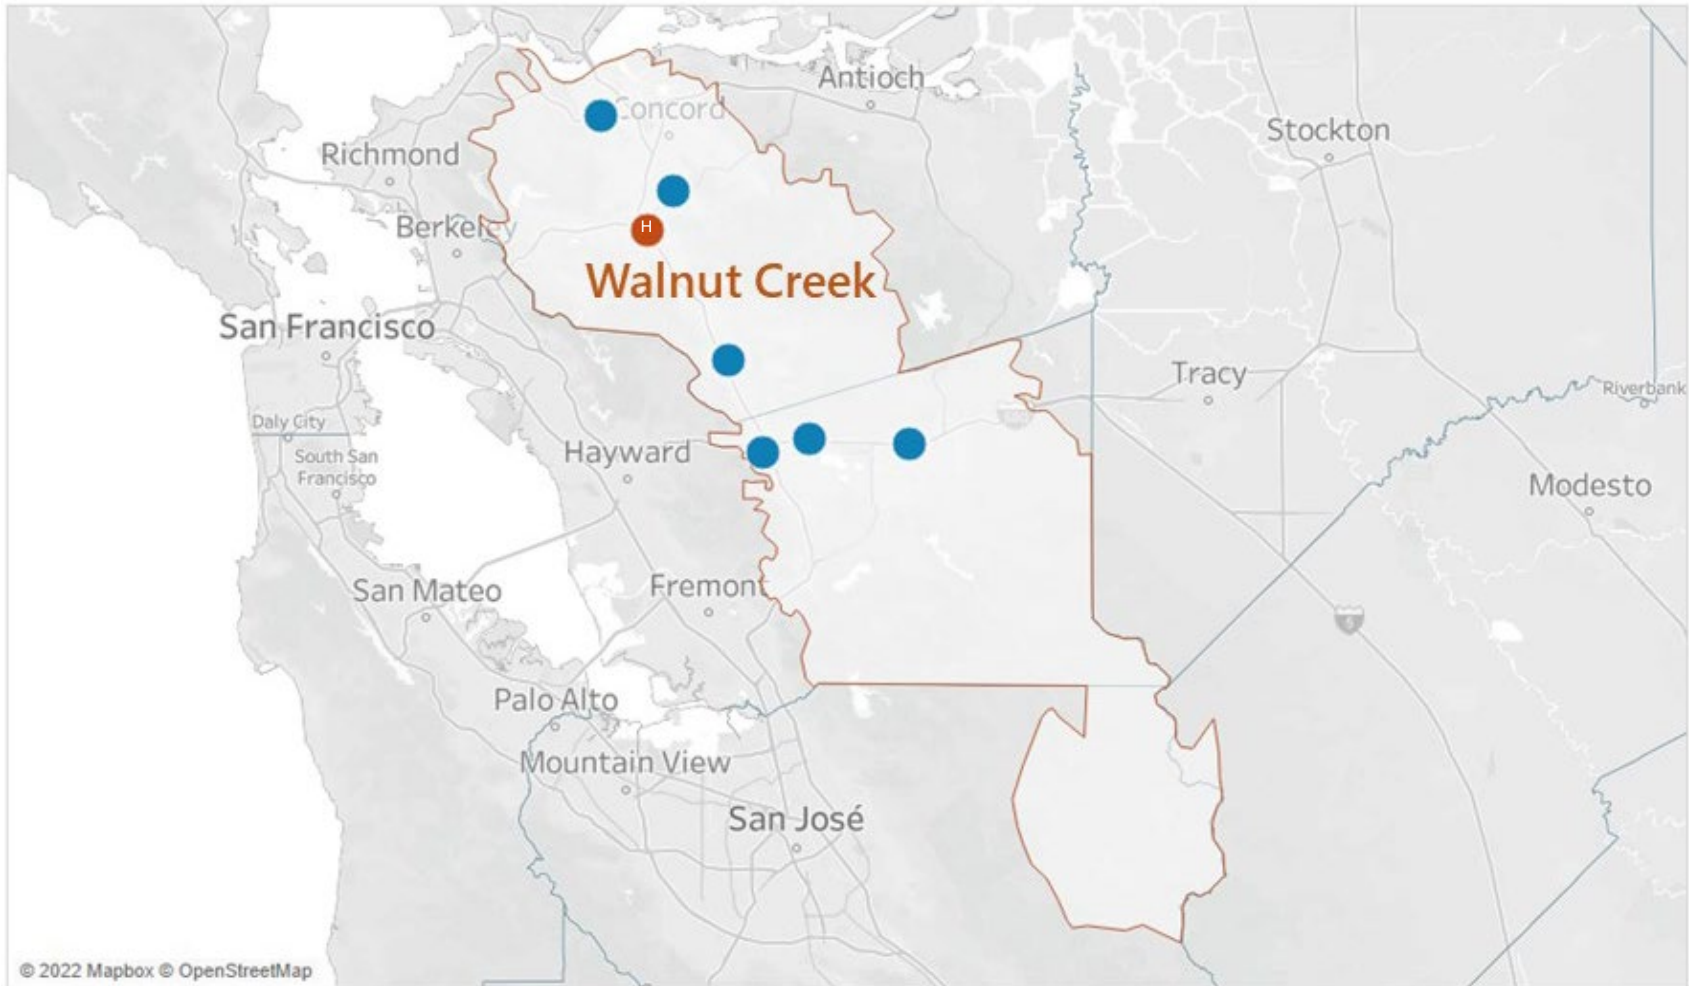 Antioch
Concord
Stockton
Richmond
Berkeley
H
Walnut Creek
San Francisco
Tracy
Riverbank
Daly City
Hayward
South San
Francisco
Modesto
San Mateo
Fremont
5
Palo Alto
Mountain View
San José
© 2022 Mapbox © OpenStreetMap